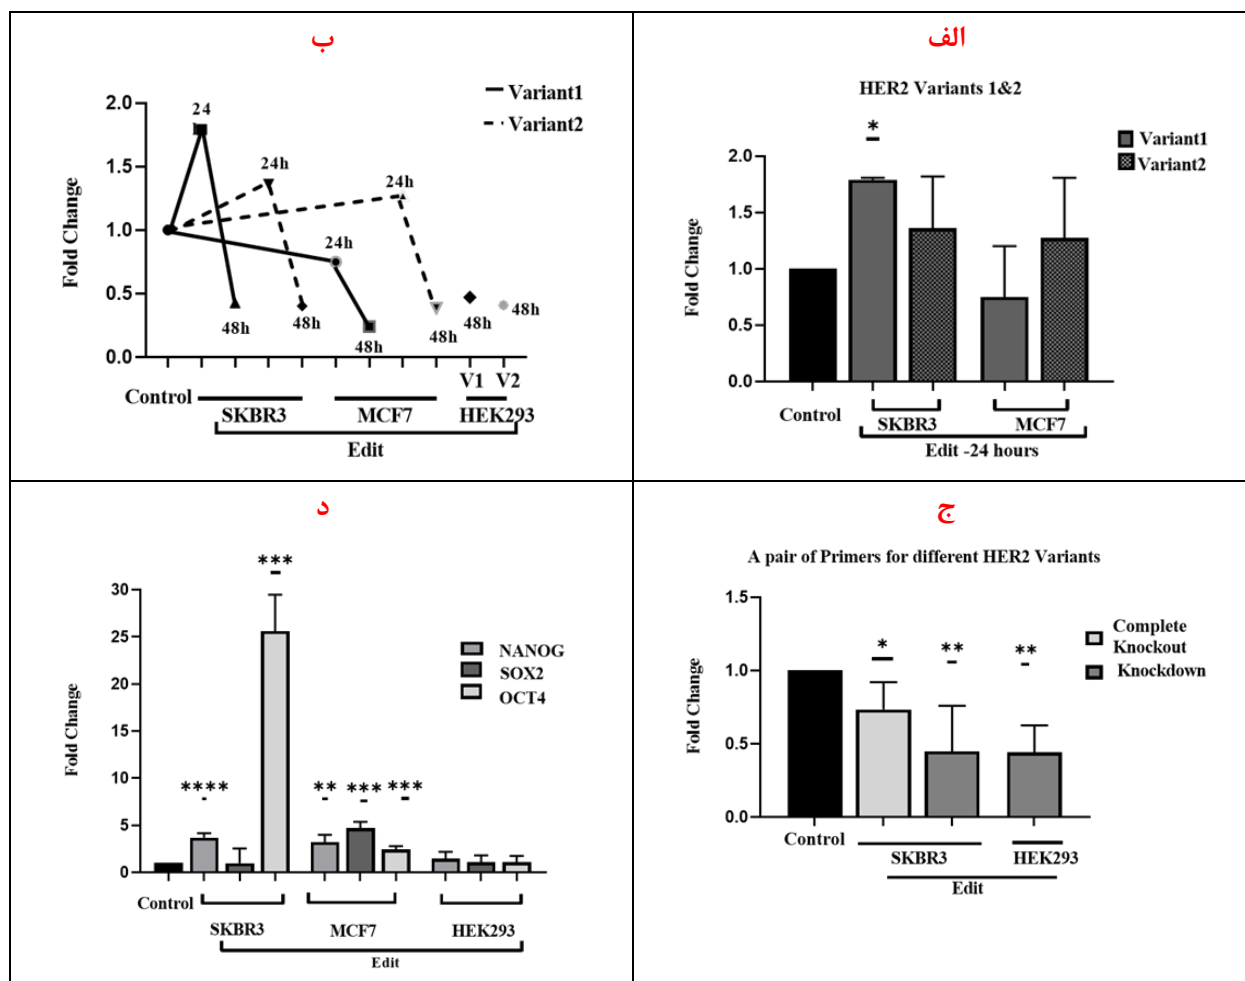 الف
HER2 Variants 1&2
*
Variant1
Variant2
Fold Change
2.0
1.5
1.0
0.5
0.0
Control
SKBR3
MCF7
Edit -24 hours
ب
Variant1
Variant2
Fold Change
2.0
1.5
1.0
0.5
0.0
24
48h
24h
48h
24h
48h
24h
48h
48h
48h
V1 V2
Control
SKBR3 MCF7 HEK293
Edit
ج
A pair of Primers for different HER2 Variants
Fold Change
1.5
1.0
0.5
0.0
* ** **
Complete
Knockout
Knockdown
Control
SKBR3 HEK293
Edit
د
Fold Change
30
25
20
15
10
5
0
***
**** ** *** ***
NANOG
SOX2
OCT4
Control
SKBR3 MCF7 HEK293
Edit